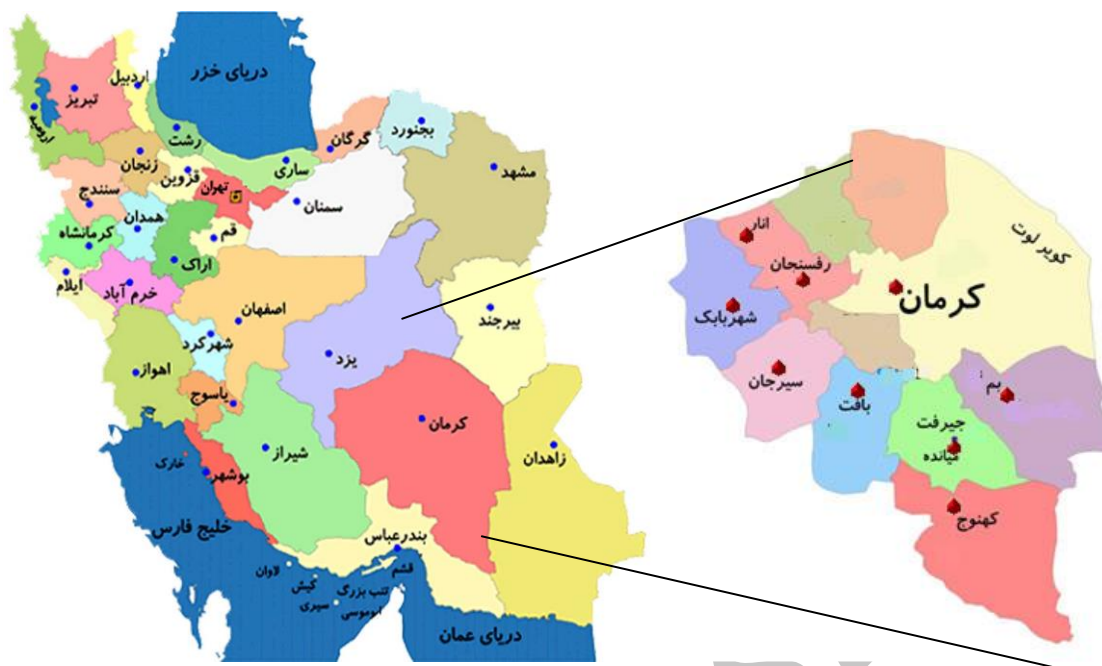 دریای خزر
اردبیل
تبریز
ارومیه
رشت
گرگان
بجنورد
مشهد
زنجان
قزوین
ساری
تهران
سمنان
سنندج
همدان
قم
کرمانشاه
اراک
ایلام
خرم آباد
اصفهان
بیرجند
شهرکرد
یزد
اهواز
یاسوج
کرمان
شیراز
زاهدان
خارک
بوشهر
خلیج فارس
بندرعباس
قشم
لاوان
کیش
تنب بزرگ
سیری
ابوموسی
دریای عمان
کویر لوت
انار
رفسنجان
کرمان
شهربابک
سیرجان
بافت
بم
جیرفت
میانده
کهنوج